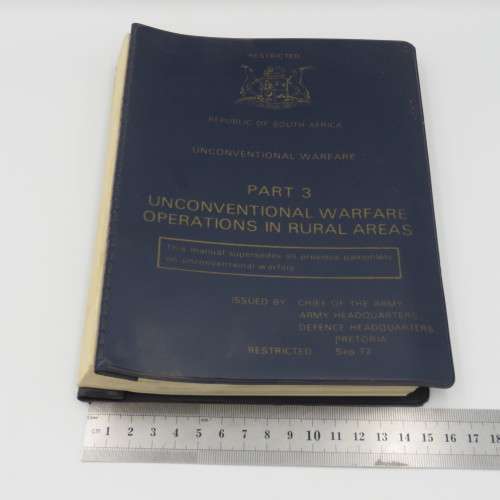 RESTRICTED
REPUBLIC OF SOUTH AFRICA
UNCONVENTIONAL WARFARE
PART 3
UNCONVENTIONAL WARFARE
OPERATIONS IN RURAL AREAS
This manual supersedes all previous pamphlets
on unconventional warfare
ISSUED BY: CHIEF OF THE ARMY
ARMY HEADQUARTERS
DEFENCE HEADQUARTERS
PRETORIA
RESTRICTED Sep 73
cm 1 2 3 4 5 6 7 8 9 10 11 12 13 14 15 16 17 18